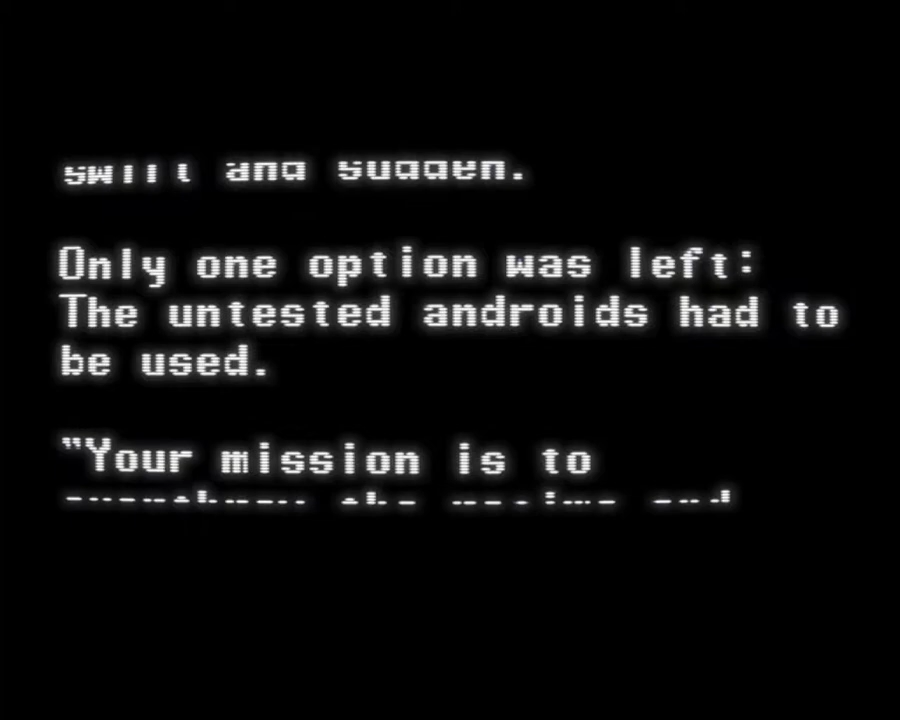 swift and sudden.
Only one option was left:
The untested androids had to
be used.
"Your mission is to
and